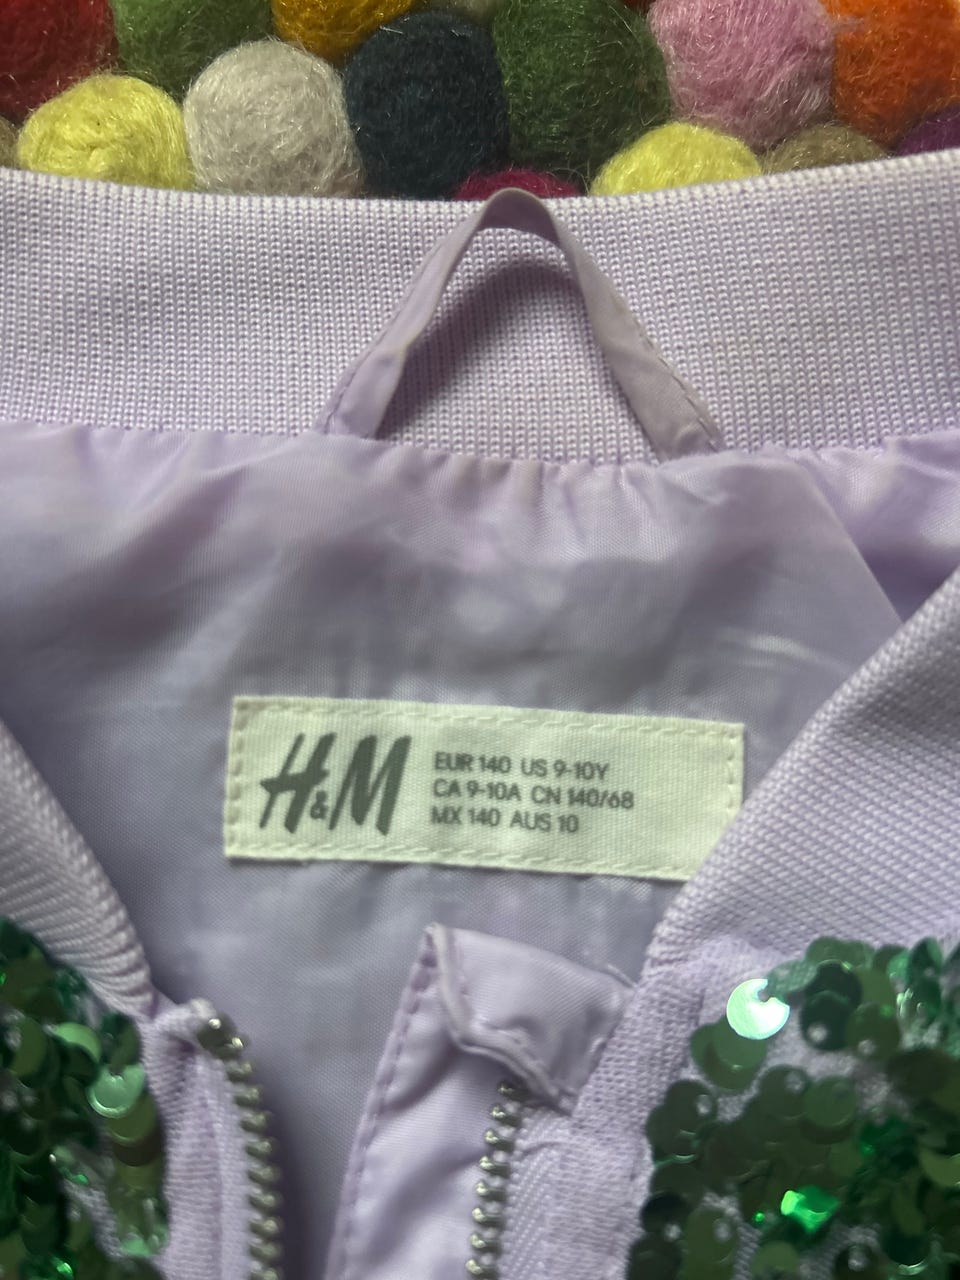 H&M
EUR 140 US 9-10Y
CA 9-10A CN 140/68
MX 140 AUS 10